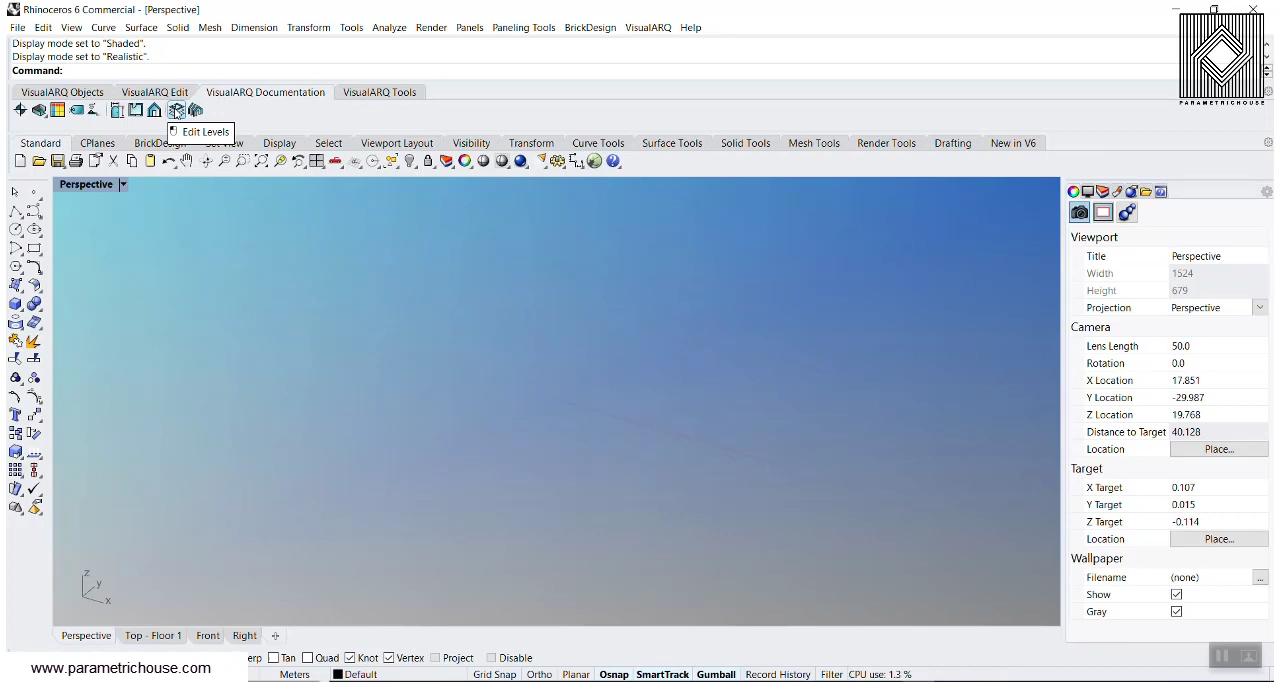 Rhinoceros 6 Commercial - [Perspective]
File Edit View Curve Surface Solid Mesh Dimension Transform Tools Analyze Render Panels Paneling Tools BrickDesign VisualARQ Help
Display mode set to "Shaded".
Display mode set to "Realistic".
Command:
PARAMETRICHOUSE
VisualARQ Objects VisualARQ Edit VisualARQ Documentation VisualARQ Tools
Edit Levels
Standard CPlanes Set View Display Select Viewport Layout Visibility Transform Curve Tools Surface Tools Solid Tools Mesh Tools Render Tools Drafting New in V6
Perspective
Viewport
Title Perspective
Width 1524
Height 679
Projection Perspective
Camera
Lens Length 50.0
Rotation 0.0
X Location 17.851
Y Location -29.987
Z Location 19.768
Distance to Target 40.128
Location Place...
Target
X Target 0.107
Y Target 0.015
Z Target -0.114
Location Place...
Wallpaper
Filename (none) ...
Show
Gray
z
y
x
Perspective Top - Floor 1 Front Right
erp Tan Quad Knot Vertex Project Disable
www.parametrichouse.com
Meters Default Grid Snap Ortho Planar Osnap SmartTrack Gumball Record History Filter CPU use: 1.3 %